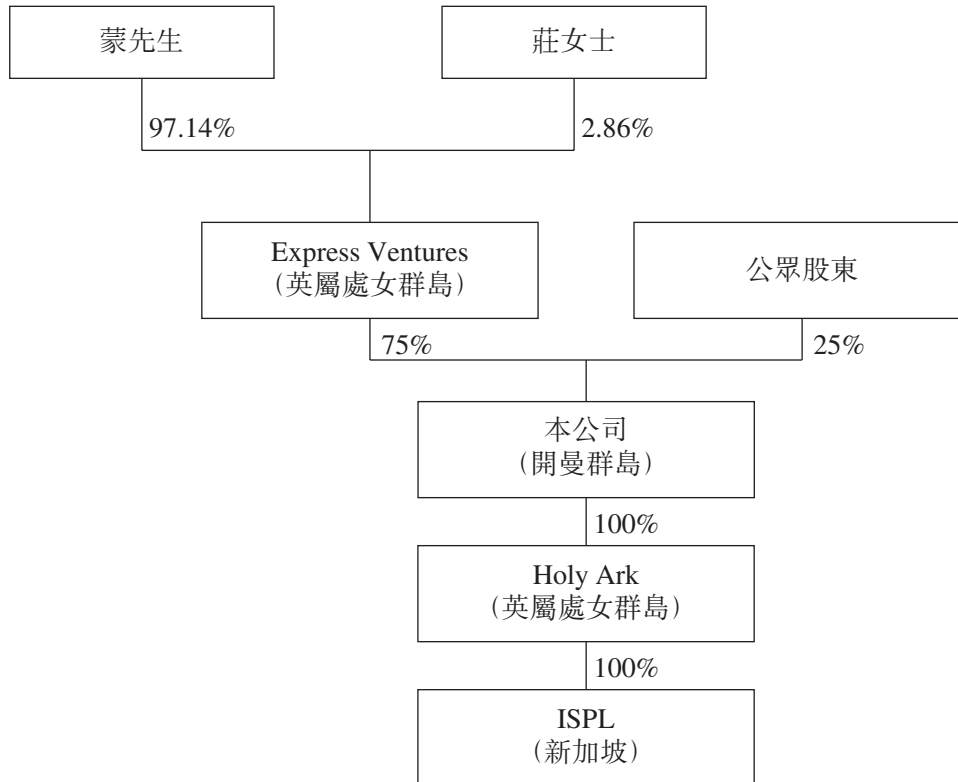 蒙先生
莊女士
97.14%
2.86%
Express Ventures
(英屬處女群島)
公眾股東
75%
25%
本公司
(開曼群島)
100%
Holy Ark
(英屬處女群島)
100%
ISPL
(新加坡)